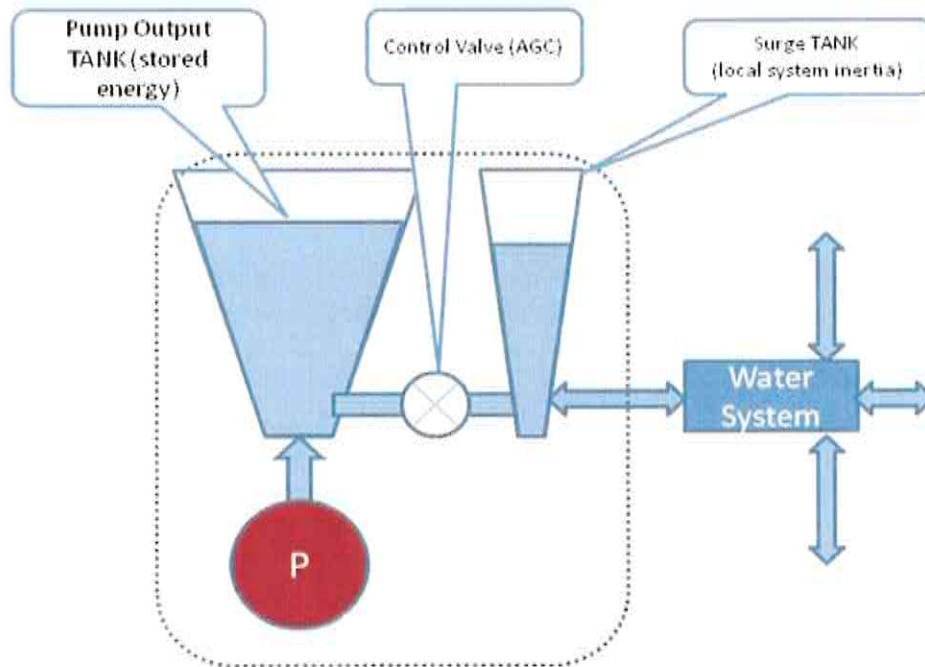 Pump Output
TANK (stored
energy)
Control Valve (AGC)
Surge TANK
(local system inertia)
Water
System
P